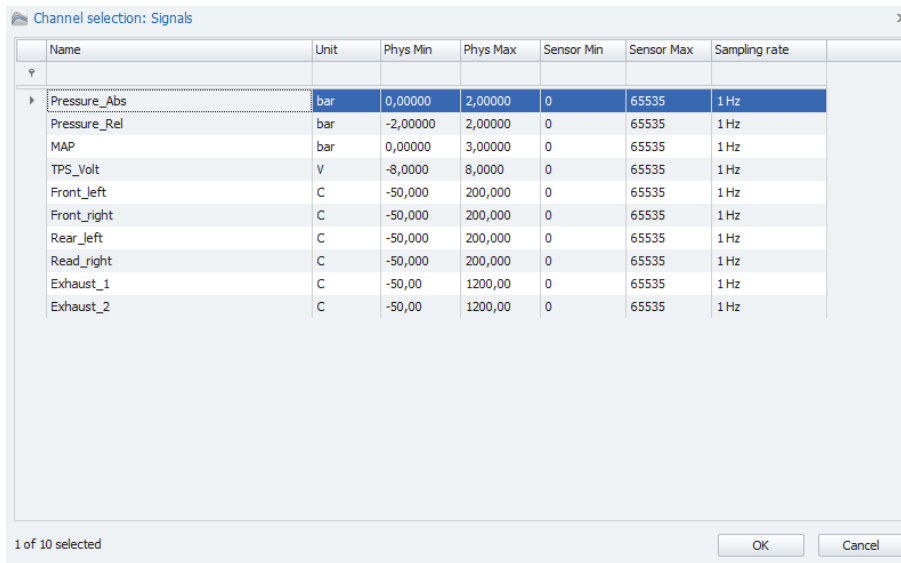 Channel selection: Signals
Name Unit Phys Min Phys Max Sensor Min Sensor Max Sampling rate
Pressure_Abs bar 0,00000 2,00000 0 65535 1 Hz
Pressure_Rel bar -2,00000 2,00000 0 65535 1 Hz
MAP bar 0,00000 3,00000 0 65535 1 Hz
TPS_Volt V -8,0000 8,0000 0 65535 1 Hz
Front_left C -50,000 200,000 0 65535 1 Hz
Front_right C -50,000 200,000 0 65535 1 Hz
Rear_left C -50,000 200,000 0 65535 1 Hz
Read_right C -50,000 200,000 0 65535 1 Hz
Exhaust_1 C -50,00 1200,00 0 65535 1 Hz
Exhaust_2 C -50,00 1200,00 0 65535 1 Hz
1 of 10 selected OK Cancel